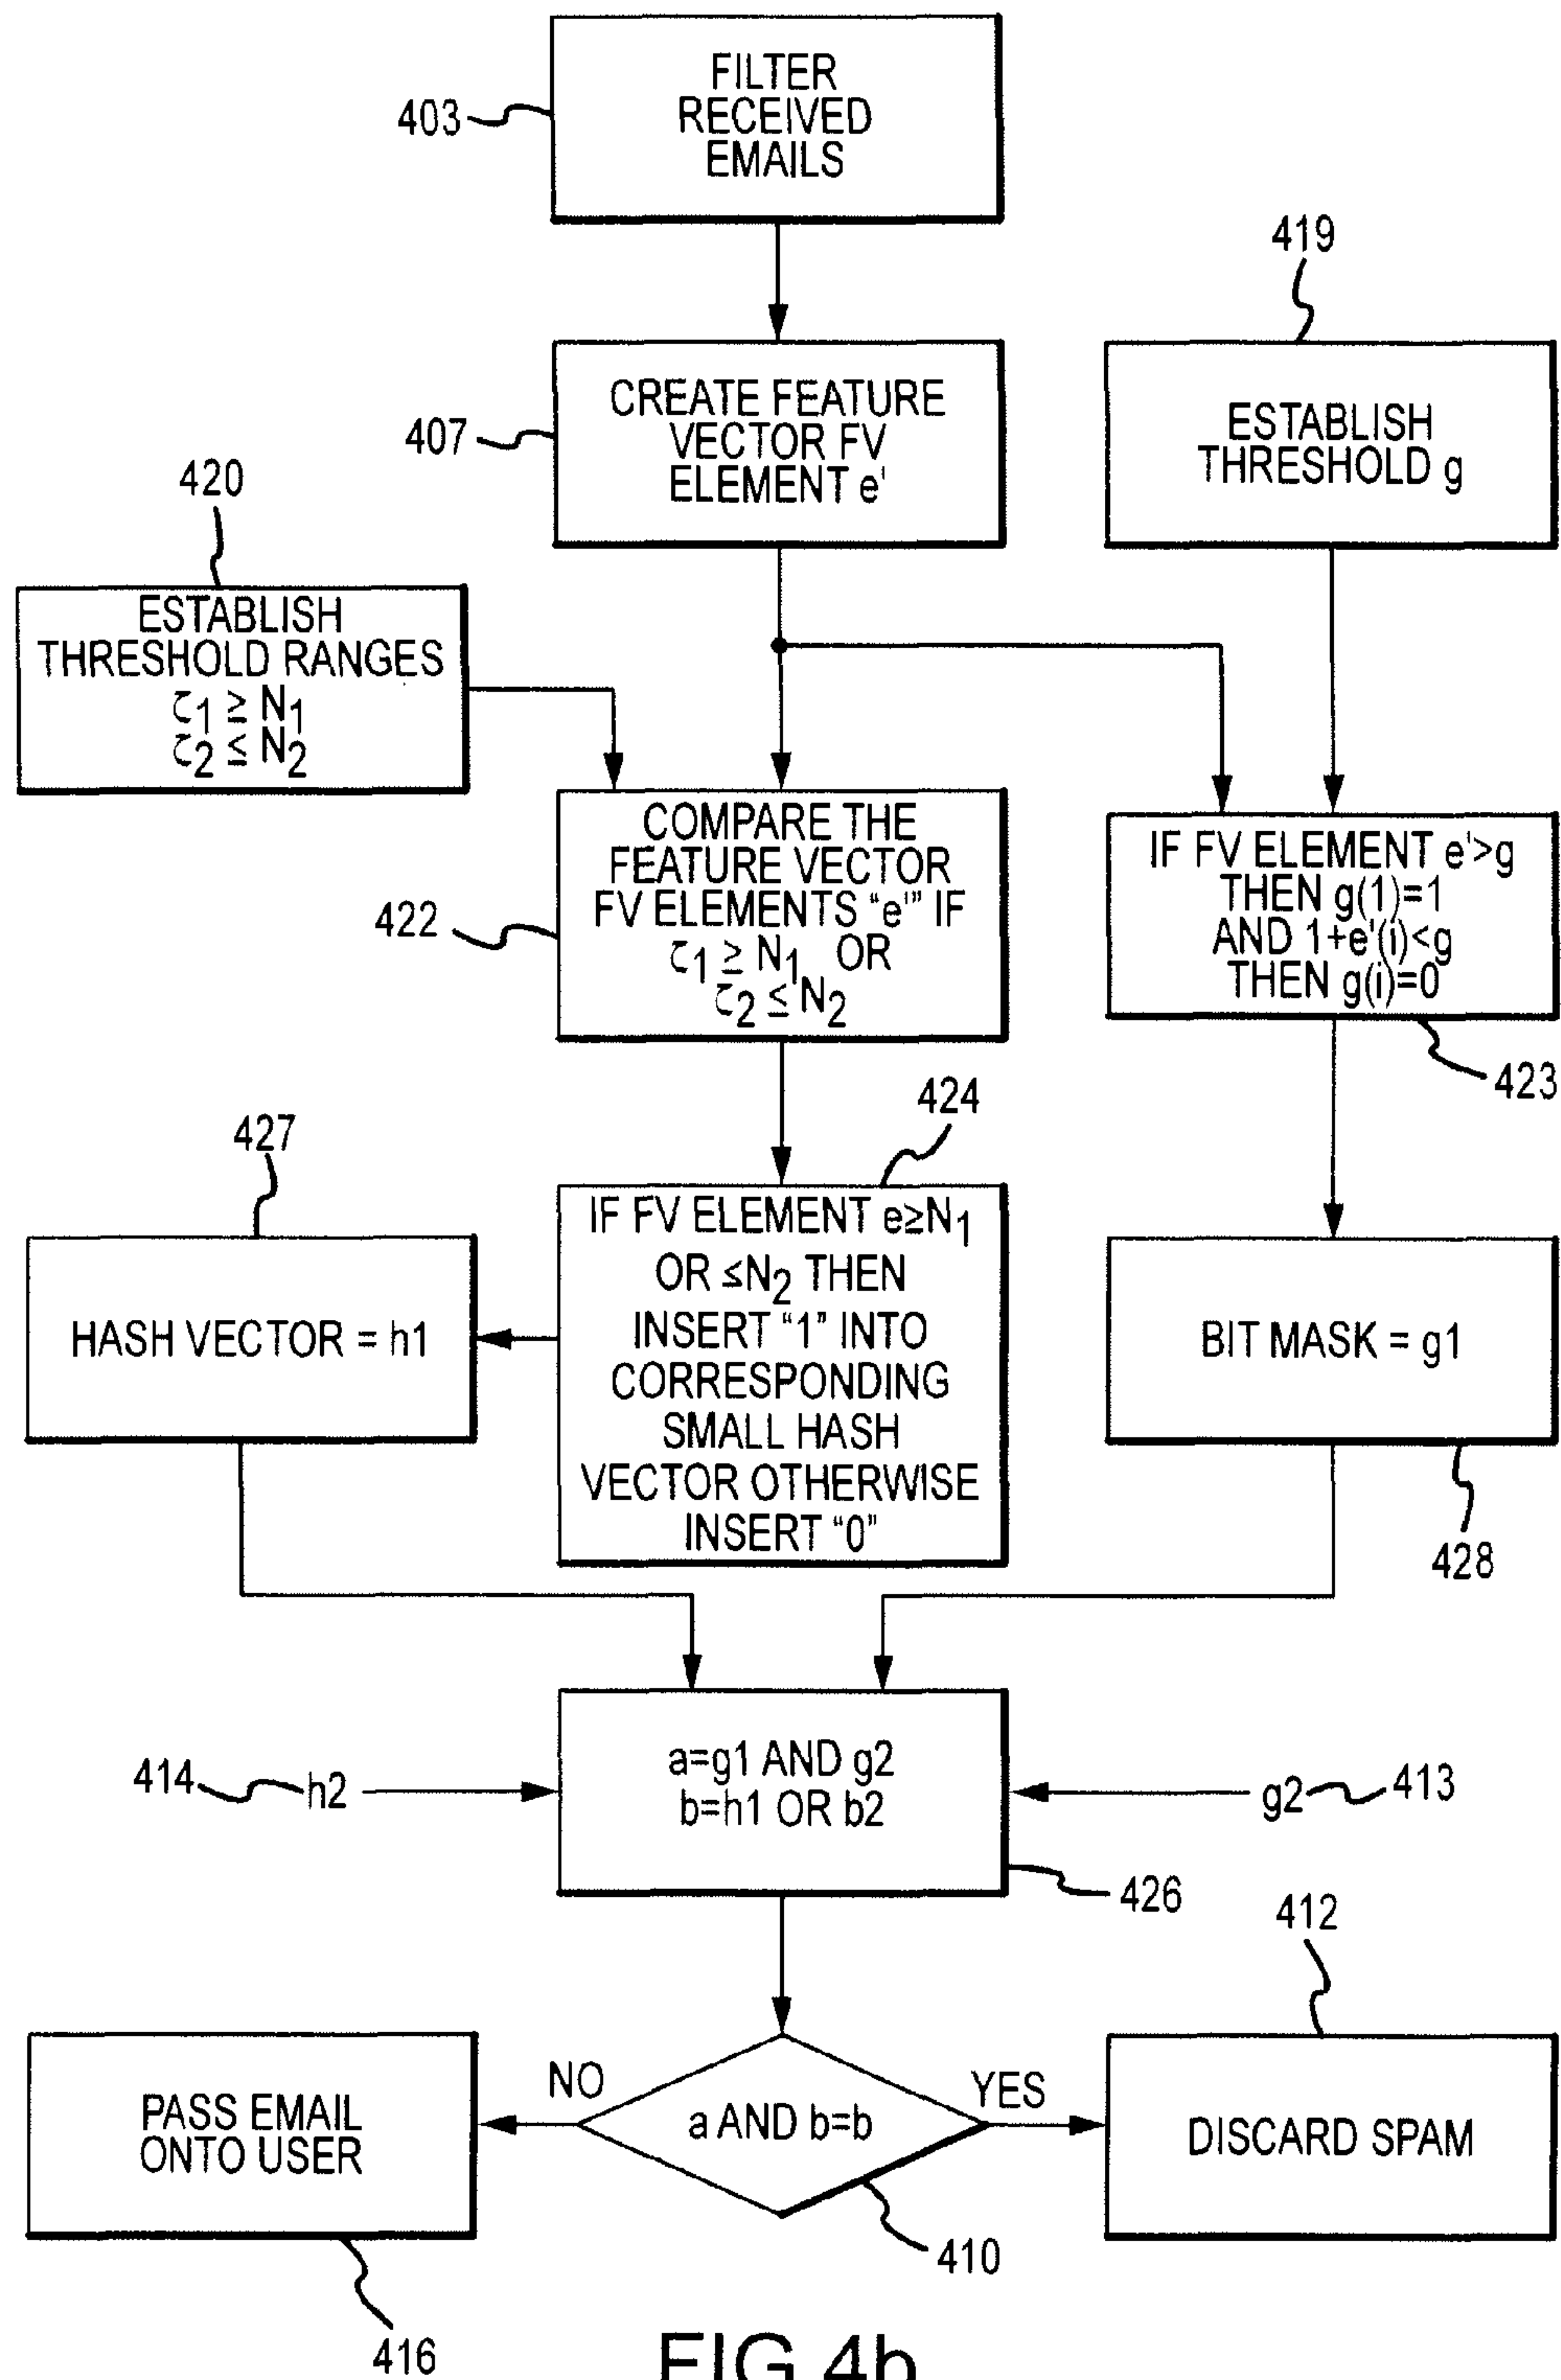 FILTER
RECEIVED
EMAILS
403
419
CREATE FEATURE
VECTOR FV
ELEMENT e'
407
ESTABLISH
THRESHOLD g
420
ESTABLISH
THRESHOLD RANGES
ζ1 ≥ N1
ζ2 ≤ N2
COMPARE THE
FEATURE VECTOR
FV ELEMENTS “e'” IF
ζ1 ≥ N1 OR
ζ2 ≤ N2
422
IF FV ELEMENT e'>g
THEN g(1)=1
AND 1+e'(i)<g
THEN g(i)=0
423
424
427
IF FV ELEMENT e≥N1
OR ≤N2 THEN
INSERT “1” INTO
CORRESPONDING
SMALL HASH
VECTOR OTHERWISE
INSERT “0”
HASH VECTOR = h1
BIT MASK = g1
428
a=g1 AND g2
b=h1 OR b2
414
h2
g2
413
426
412
NO
YES
a AND b=b
PASS EMAIL
ONTO USER
DISCARD SPAM
410
416
FIG.4b